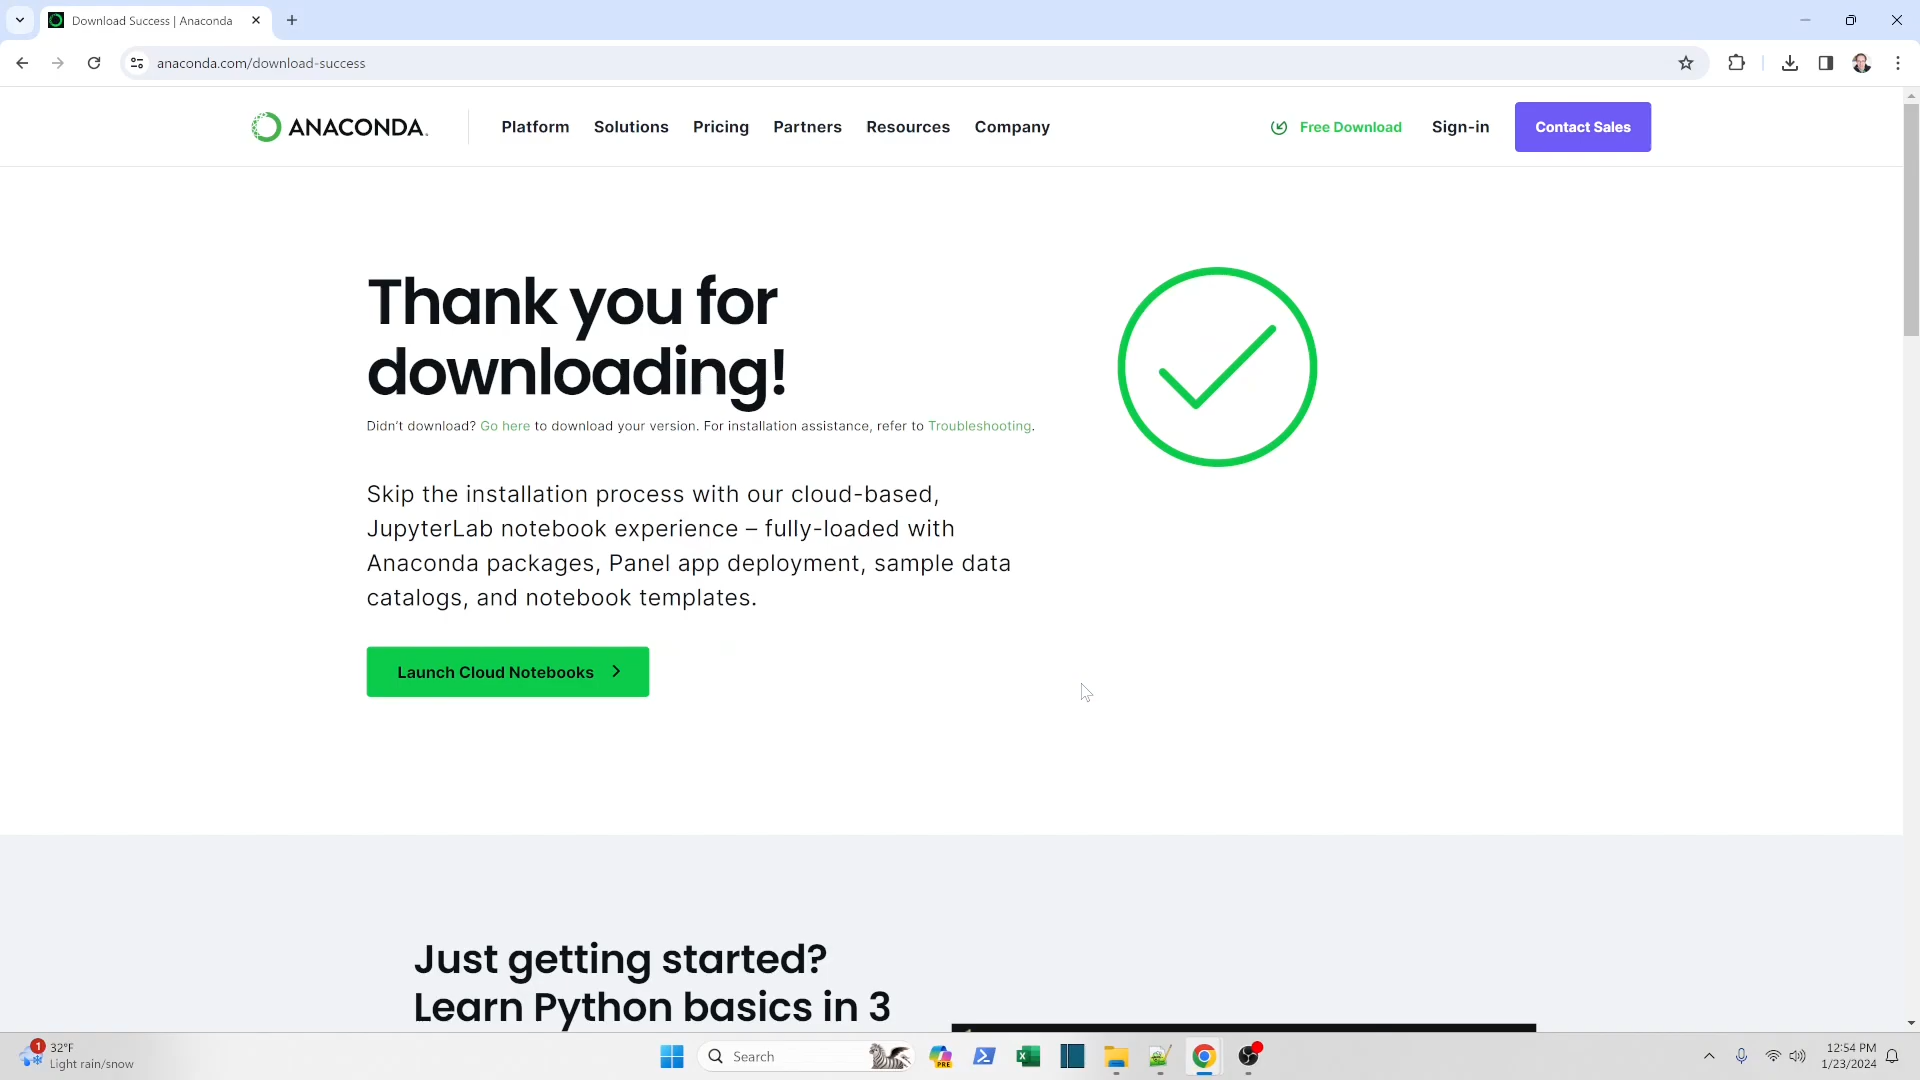 Download Success | Anaconda
anaconda.com/download-success
ANACONDA.
Platform Solutions Pricing Partners Resources Company Free Download Sign-in Contact Sales
Thank you for
downloading!
Didn't download? Go here to download your version. For installation assistance, refer to Troubleshooting.
Skip the installation process with our cloud-based,
JupyterLab notebook experience – fully-loaded with
Anaconda packages, Panel app deployment, sample data
catalogs, and notebook templates.
Launch Cloud Notebooks
Just getting started?
Learn Python basics in 3
1
32°F
Light rain/snow
Search
PRE
12:54 PM
1/23/2024